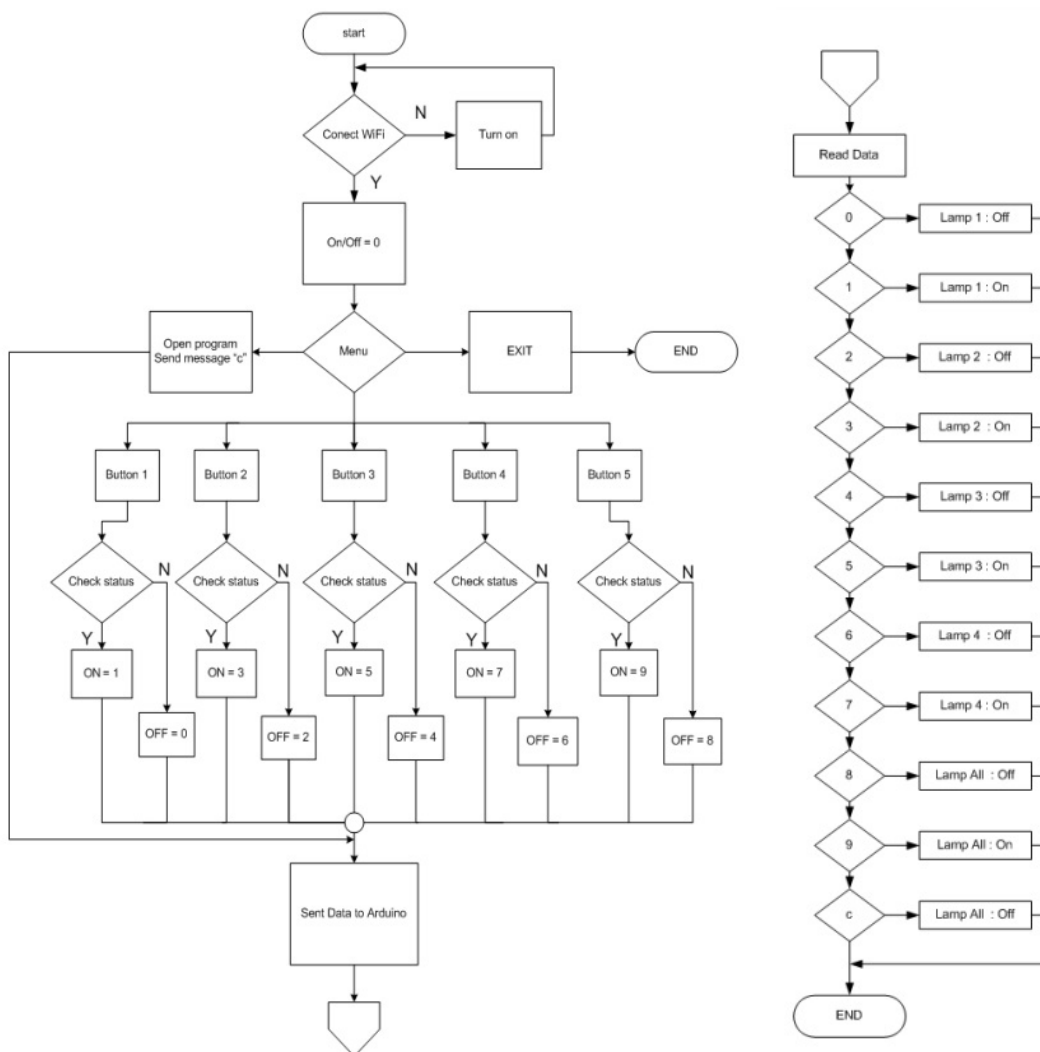 start
Conect WiFi
N
Turn on
Y
On/Off = 0
Open program
Send message "c"
Menu
EXIT
END
Button 1
Button 2
Button 3
Button 4
Button 5
Check status
N
Check status
N
Check status
N
Check status
N
Check status
N
Y
Y
Y
Y
Y
ON = 1
ON = 3
ON = 5
ON = 7
ON = 9
OFF = 0
OFF = 2
OFF = 4
OFF = 6
OFF = 8
Sent Data to Arduino
Read Data
0
Lamp 1 : Off
1
Lamp 1 : On
2
Lamp 2 : Off
3
Lamp 2 : On
4
Lamp 3 : Off
5
Lamp 3 : On
6
Lamp 4 : Off
7
Lamp 4 : On
8
Lamp All : Off
9
Lamp All : On
c
Lamp All : Off
END